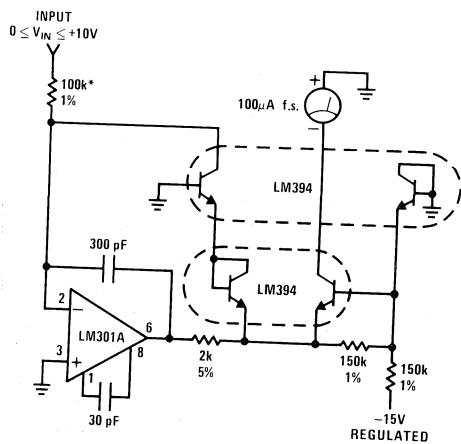 INPUT
0 ≤ VIN ≤ +10V
100k*
1%
+
100μA f.s.
−
LM394
300 pF
LM394
2
−
LM301A
6
3
+
8
1
30 pF
2k
5%
150k
1%
150k
1%
−15V
REGULATED